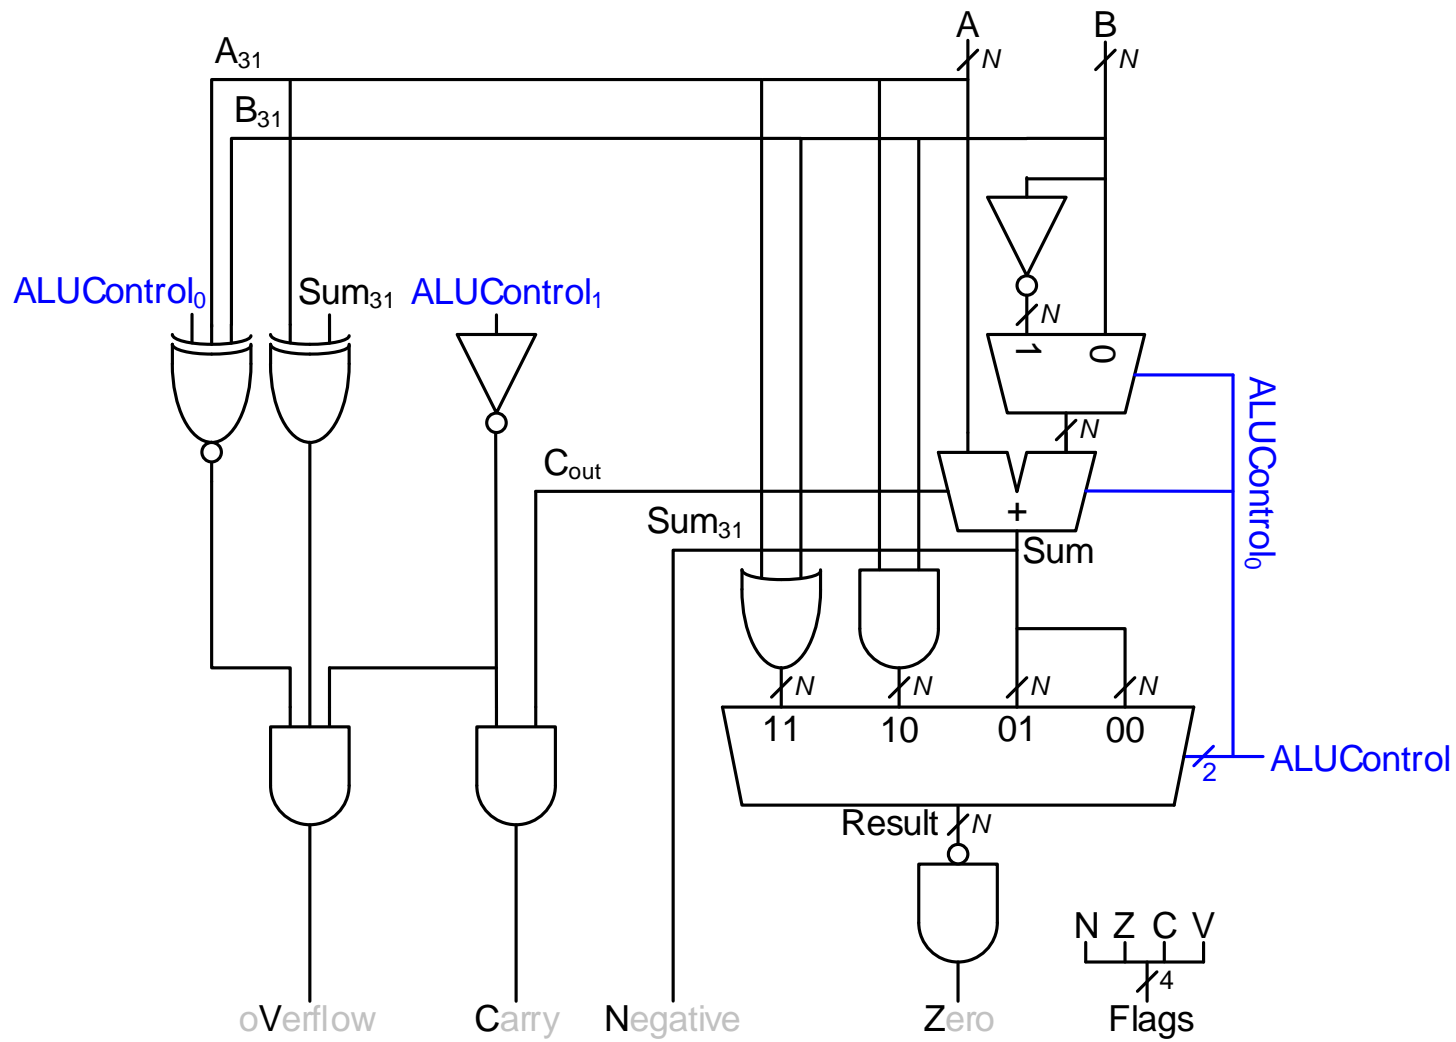 A
B
A31
N
N
B31
ALUControl0
Sum31
ALUControl1
N
1
0
ALUControl0
N
Cout
+
Sum31
Sum
N
N
N
N
11
10
01
00
2
ALUControl
Result
N
N Z C V
4
oVerflow
Carry
Negative
Zero
Flags